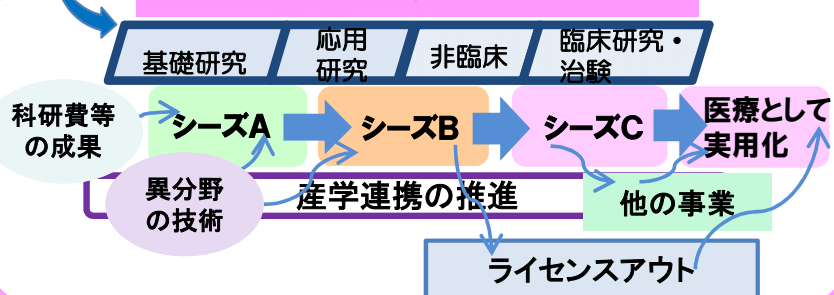 基礎研究
応用
研究
非臨床
臨床研究・
治験
科研費等
の成果
シーズA
シーズB
シーズC
医療として
実用化
異分野
の技術
産学連携の推進
他の事業
ライセンスアウト